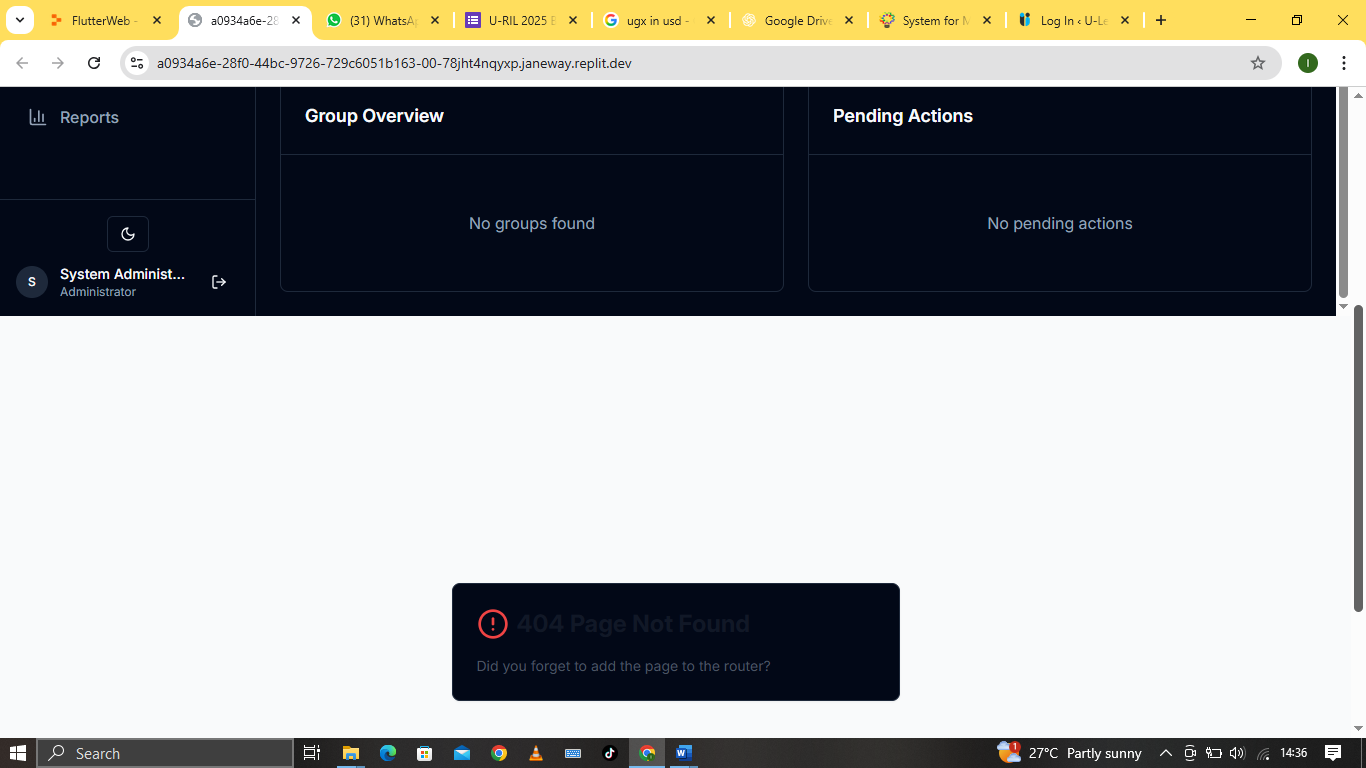 FlutterWeb -
a0934a6e-28
(31) WhatsA
U-RIL 2025 B
ugx in usd -
Google Drive
System for M
Log In ‹ U-Le
a0934a6e-28f0-44bc-9726-729c6051b163-00-78jht4nqyxp.janeway.replit.dev
I
Reports
Group Overview
Pending Actions
No groups found
No pending actions
S
System Administ...
Administrator
404 Page Not Found
Did you forget to add the page to the router?
Search
1
27°C Partly sunny
14:36